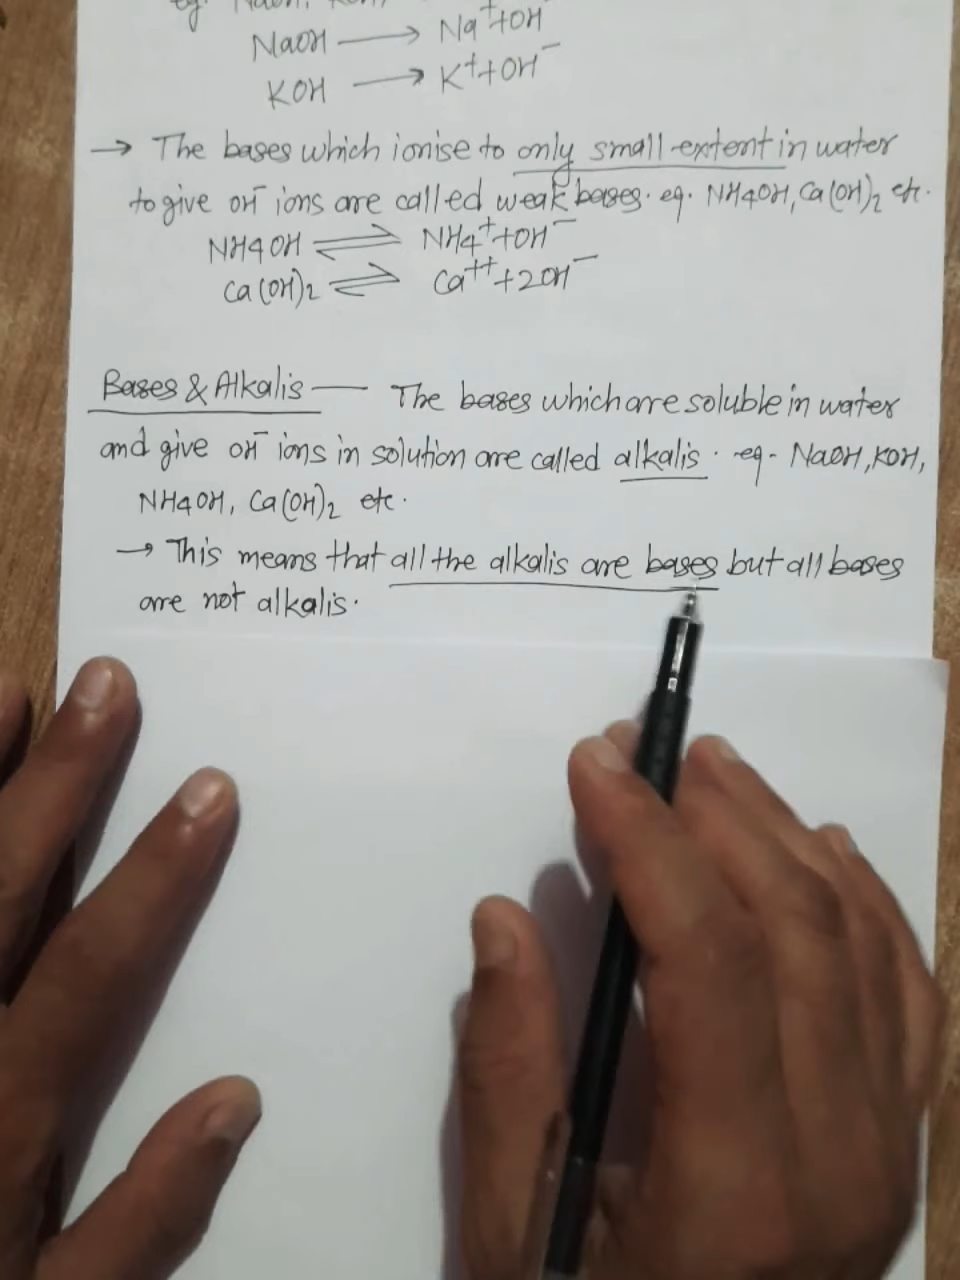 eg. NaOH, KOH,
NaOH ⟶ Na⁺+OH
KOH ⟶ K⁺+OH⁻
→ The bases which ionise to only small extent in water
to give OH⁻ ions are called weak bases. eg. NH4OH, Ca(OH)₂ etc.
NH4OH ⇌ NH₄⁺+OH⁻
Ca(OH)₂ ⇌ Ca⁺⁺+2OH⁻
Bases & Alkalis — The bases which are soluble in water
and give OH⁻ ions in solution are called alkalis. eg- NaOH, KOH,
NH4OH, Ca(OH)₂ etc.
→ This means that all the alkalis are bases but all bases
are not alkalis.